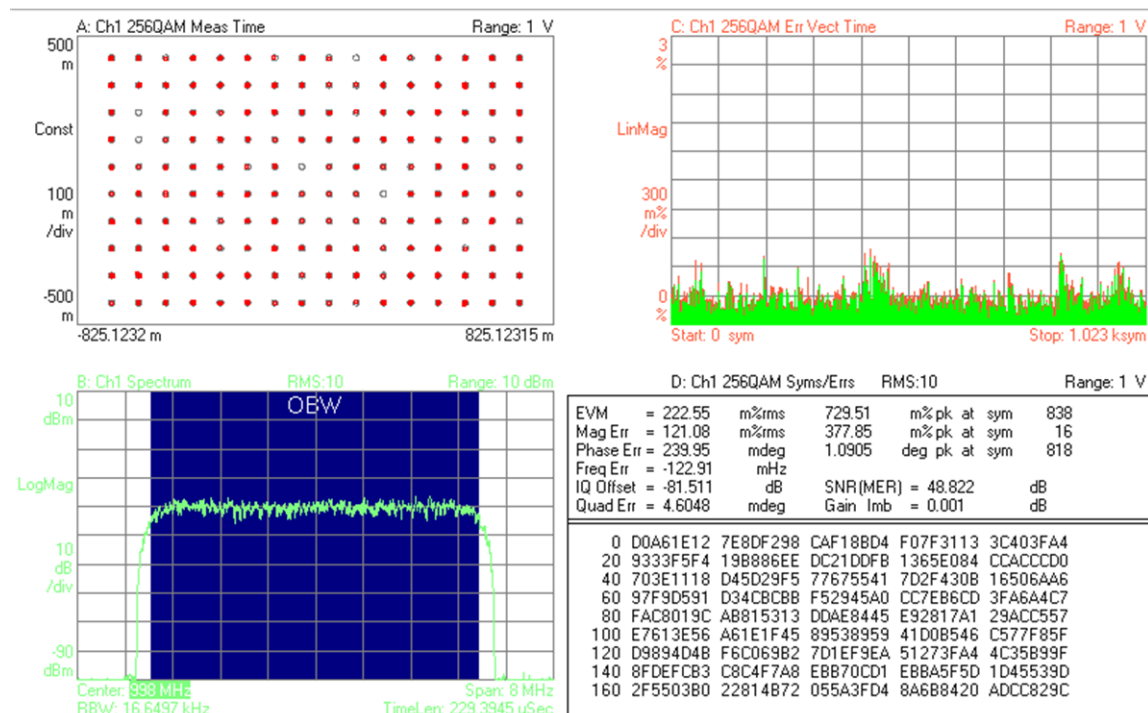 A: Ch1 256QAM Meas Time Range: 1 V
500
m
Const
100
m
/div
-500
m
-825.1232 m 825.12315 m
C: Ch1 256QAM Err Vect Time Range: 1 V
3
%
LinMag
300
m%
/div
0
%
Start: 0 sym Stop: 1.023 ksym
B: Ch1 Spectrum RMS:10 Range: 10 dBm
10
dBm
OBW
LogMag
10
dB
/div
-90
dBm
Center: 998 MHz Span: 8 MHz
RBW: 16.6497 kHz TimeLen: 229.3945 uSec
D: Ch1 256QAM Syms/Errs RMS:10 Range: 1 V
EVM = 222.55 m%rms 729.51 m% pk at sym 838
Mag Err = 121.08 m%rms 377.85 m% pk at sym 16
Phase Err = 239.95 mdeg 1.0905 deg pk at sym 818
Freq Err = -122.91 mHz
IQ Offset = -81.511 dB SNR(MER) = 48.822 dB
Quad Err = 4.6048 mdeg Gain Imb = 0.001 dB
0 D0A61E12 7E8DF298 CAF18BD4 F07F3113 3C403FA4
20 9333F5F4 19B886EE DC21DDFB 1365E084 CCACCCD0
40 703E1118 D45D29F5 77675541 7D2F430B 16506AA6
60 97F9D591 D34CBCBB F52945A0 CC7EB6CD 3FA6A4C7
80 FAC8019C AB815313 DDAE8445 E92817A1 29ACC557
100 E7613E56 A61E1F45 89538959 41D0B546 C577F85F
120 D9894D4B F6C069B2 7D1EF9EA 51273FA4 4C35B99F
140 8FDEFCB3 C8C4F7A8 EBB70CD1 EBBA5F5D 1D45539D
160 2F5503B0 22814B72 055A3FD4 8A6B8420 ADCC829C